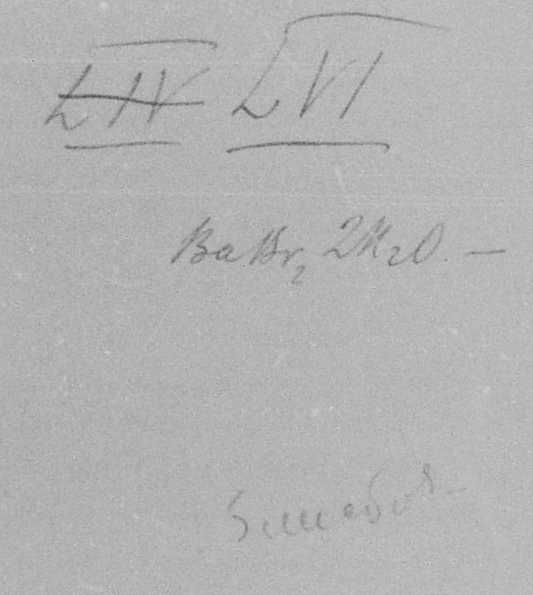 LIV LVI
BaBr₂ 2H₂O. —